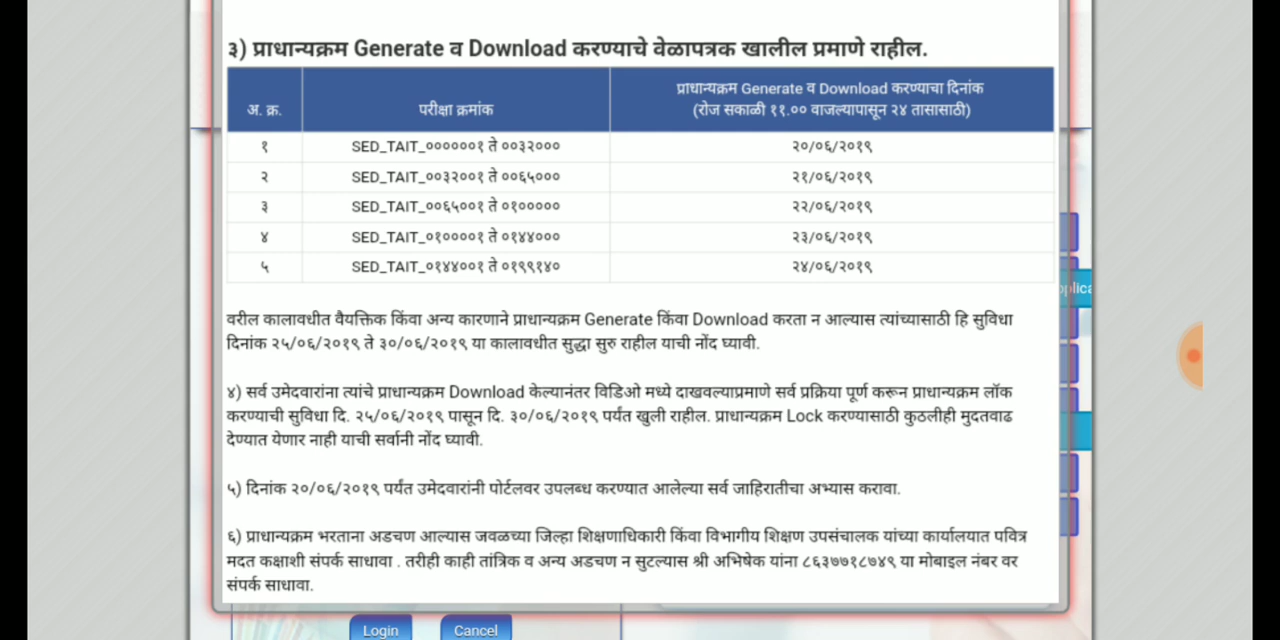 ३) प्राधान्यक्रम Generate व Download करण्याचे वेळापत्रक खालील प्रमाणे राहील.
अ. क्र. परीक्षा क्रमांक प्राधान्यक्रम Generate व Download करण्याचा दिनांक
(रोज सकाळी ११.०० वाजल्यापासून २४ तासासाठी)
१ SED_TAIT_०००००००१ ते ००३२००० २०/०६/२०१९
२ SED_TAIT_००३२००१ ते ००६५००० २१/०६/२०१९
३ SED_TAIT_००६५००१ ते ०१००००० २२/०६/२०१९
४ SED_TAIT_०१००००१ ते ०१४४००० २३/०६/२०१९
५ SED_TAIT_०१४४००१ ते ०१९९१४० २४/०६/२०१९
वरील कालावधीत वैयक्तिक किंवा अन्य कारणाने प्राधान्यक्रम Generate किंवा Download करता न आल्यास त्यांच्यासाठी हि सुविधा
दिनांक २५/०६/२०१९ ते ३०/०६/२०१९ या कालावधीत सुद्धा सुरु राहील याची नोंद घ्यावी.
४) सर्व उमेदवारांना त्यांचे प्राधान्यक्रम Download केल्यानंतर विडिओ मध्ये दाखवल्याप्रमाणे सर्व प्रक्रिया पूर्ण करून प्राधान्यक्रम लॉक
करण्याची सुविधा दि. २५/०६/२०१९ पासून दि. ३०/०६/२०१९ पर्यंत खुली राहील. प्राधान्यक्रम Lock करण्यासाठी कुठलीही मुदतवाढ
देण्यात येणार नाही याची सर्वानी नोंद घ्यावी.
५) दिनांक २०/०६/२०१९ पर्यंत उमेदवारांनी पोर्टलवर उपलब्ध करण्यात आलेल्या सर्व जाहिरातीचा अभ्यास करावा.
६) प्राधान्यक्रम भरताना अडचण आल्यास जवळच्या जिल्हा शिक्षणाधिकारी किंवा विभागीय शिक्षण उपसंचालक यांच्या कार्यालयात पवित्र
मदत कक्षाशी संपर्क साधावा . तरीही काही तांत्रिक व अन्य अडचण न सुटल्यास श्री अभिषेक यांना ८६३७७१८७४९ या मोबाइल नंबर वर
संपर्क साधावा.
Login Cancel